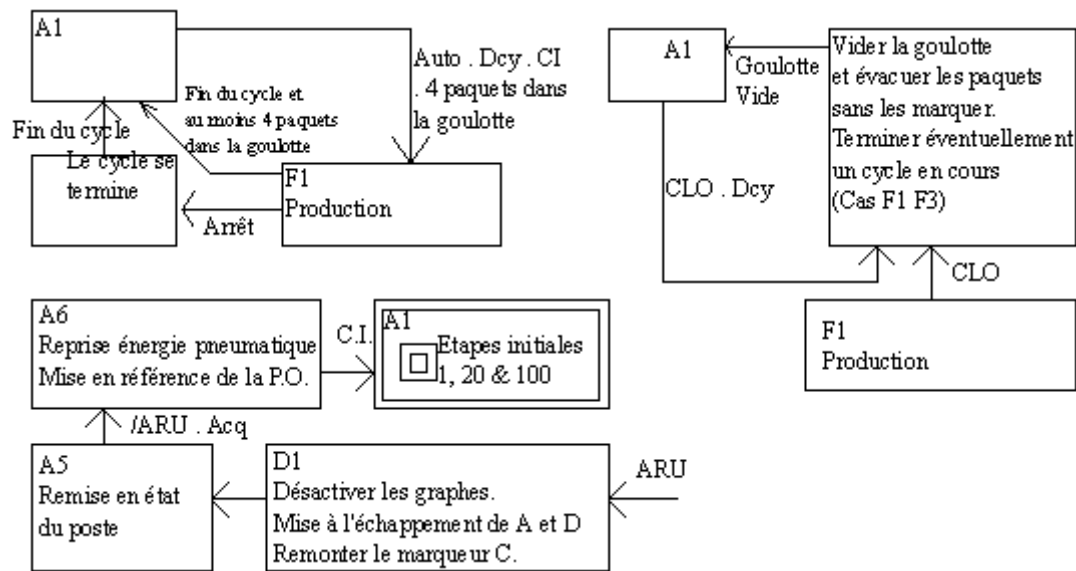 A1
Auto . Dcy . CI
. 4 paquets dans
la goulotte
Fin du cycle et
au moins 4 paquets
dans la goulotte
Fin du cycle
Le cycle se
termine
F1
Production
Arrêt
A1
Goulotte
Vide
Vider la goulotte
et évacuer les paquets
sans les marquer.
Terminer éventuellement
un cycle en cours
(Cas F1 F3)
CLO . Dcy
CLO
F1
Production
A6
Reprise énergie pneumatique
Mise en référence de la P.O.
C.I.
A1
Etapes initiales
1, 20 & 100
/ARU . Acq
A5
Remise en état
du poste
D1
Désactiver les graphes.
Mise à l'échappement de A et D
Remonter le marqueur C.
ARU